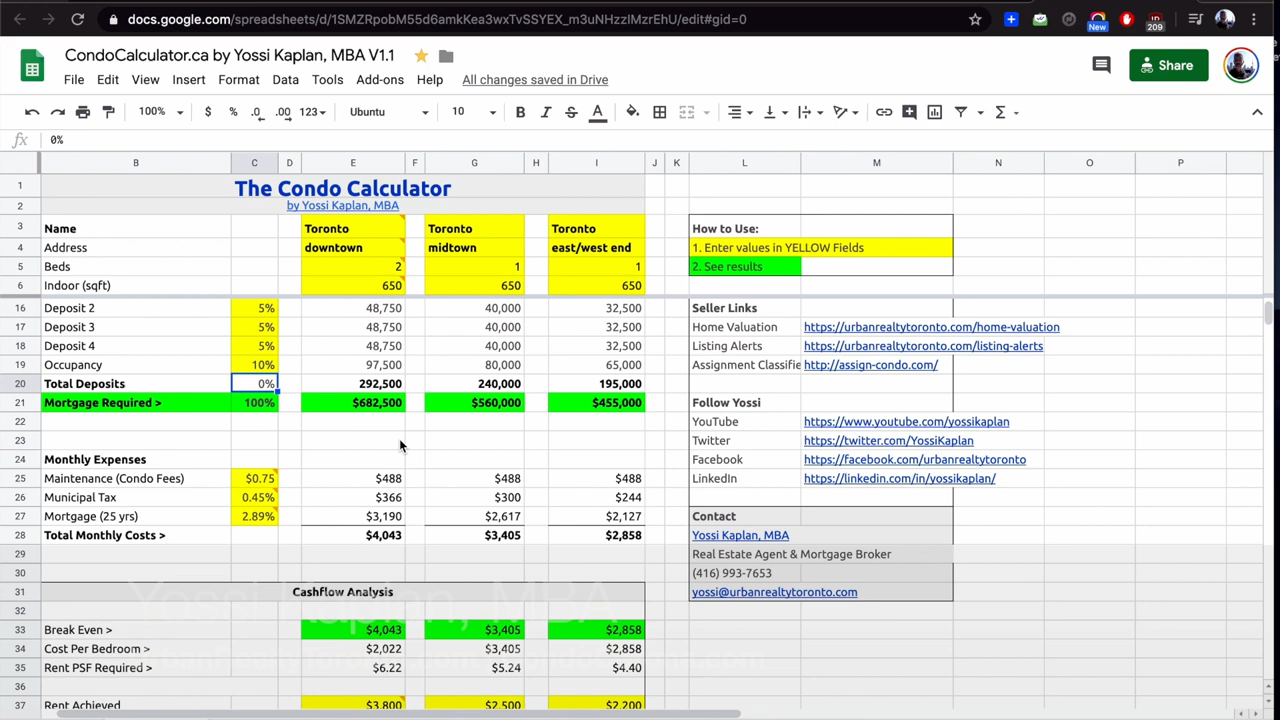 docs.google.com/spreadsheets/d/1SMZRpobM55d6amkKea3wxTvSSYEX_m3uNHzzlMzrEhU/edit#gid=0
New
209
CondoCalculator.ca by Yossi Kaplan, MBA V1.1
File Edit View Insert Format Data Tools Add-ons Help All changes saved in Drive
Share
100% $ % .0 .00 123 Ubuntu 10 B I S A
fx 0%
B C D E F G H I J K L M N O P
1 The Condo Calculator
2 by Yossi Kaplan, MBA
3 Name Toronto Toronto Toronto How to Use:
4 Address downtown midtown east/west end 1. Enter values in YELLOW Fields
5 Beds 2 1 1 2. See results
6 Indoor (sqft) 650 650 650
16 Deposit 2 5% 48,750 40,000 32,500 Seller Links
17 Deposit 3 5% 48,750 40,000 32,500 Home Valuation https://urbanrealtytoronto.com/home-valuation
18 Deposit 4 5% 48,750 40,000 32,500 Listing Alerts https://urbanrealtytoronto.com/listing-alerts
19 Occupancy 10% 97,500 80,000 65,000 Assignment Classifie http://assign-condo.com/
20 Total Deposits 0% 292,500 240,000 195,000
21 Mortgage Required > 100% $682,500 $560,000 $455,000 Follow Yossi
22 YouTube https://www.youtube.com/yossikaplan
23 Twitter https://twitter.com/YossiKaplan
24 Monthly Expenses Facebook https://facebook.com/urbanrealtytoronto
25 Maintenance (Condo Fees) $0.75 $488 $488 $488 LinkedIn https://linkedin.com/in/yossikaplan/
26 Municipal Tax 0.45% $366 $300 $244
27 Mortgage (25 yrs) 2.89% $3,190 $2,617 $2,127 Contact
28 Total Monthly Costs > $4,043 $3,405 $2,858 Yossi Kaplan, MBA
29 Real Estate Agent & Mortgage Broker
30 (416) 993-7653
31 Cashflow Analysis yossi@urbanrealtytoronto.com
32
Yossi Kaplan, MBA
33 Break Even > $4,043 $3,405 $2,858
34 Cost Per Bedroom > $2,022 $3,405 $2,858
35 Rent PSF Required > $6.22 $5.24 $4.40
36
37 Rent Achieved $3,800 $2,500 $2,200